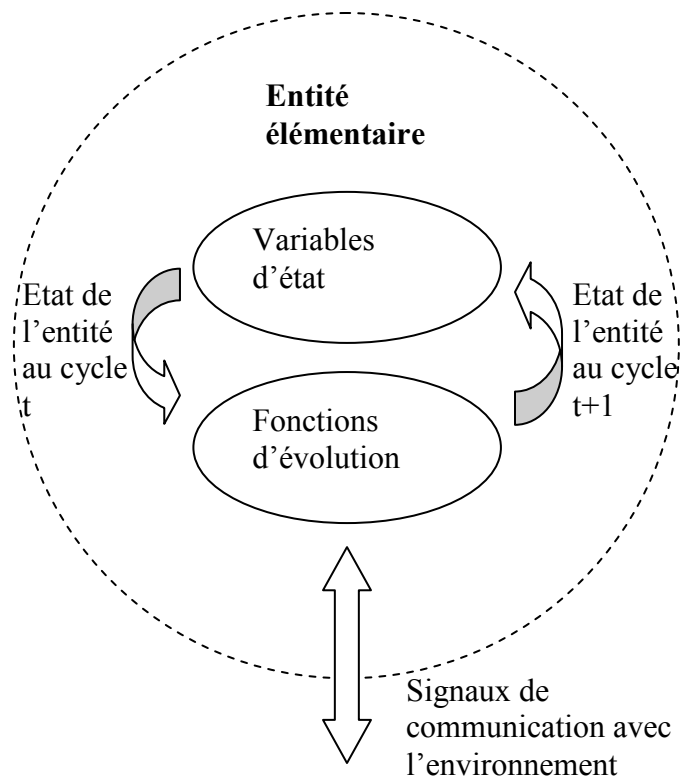 Entité
élémentaire
Variables
d’état
Etat de
l’entité
au cycle
t
Etat de
l’entité
au cycle
t+1
Fonctions
d’évolution
Signaux de
communication avec
l’environnement